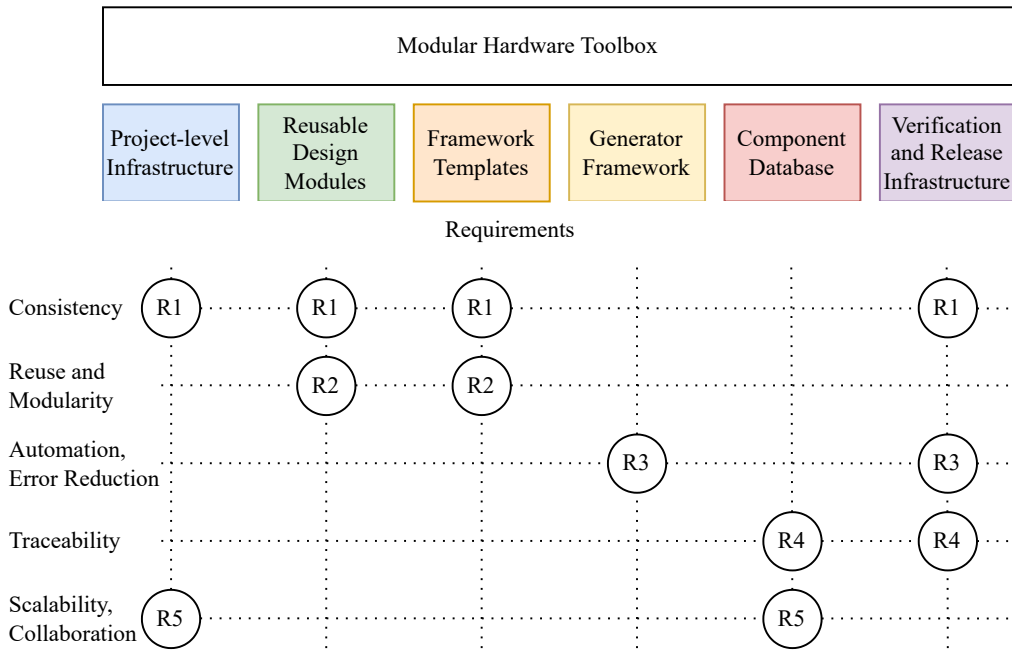 Modular Hardware Toolbox
Project-level
Infrastructure
Reusable
Design
Modules
Framework
Templates
Generator
Framework
Component
Database
Verification
and Release
Infrastructure
Requirements
Consistency
R1
R1
R1
R1
Reuse and
Modularity
R2
R2
Automation,
Error Reduction
R3
R3
Traceability
R4
R4
Scalability,
Collaboration
R5
R5